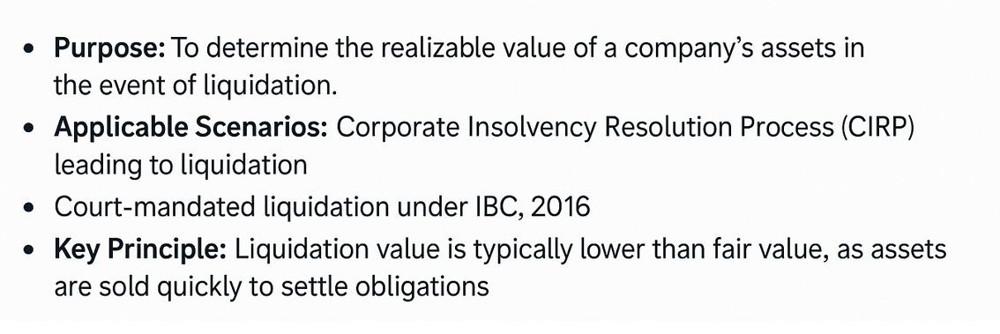 • Purpose: To determine the realizable value of a company’s assets in
the event of liquidation.
• Applicable Scenarios: Corporate Insolvency Resolution Process (CIRP)
leading to liquidation
• Court-mandated liquidation under IBC, 2016
• Key Principle: Liquidation value is typically lower than fair value, as assets
are sold quickly to settle obligations